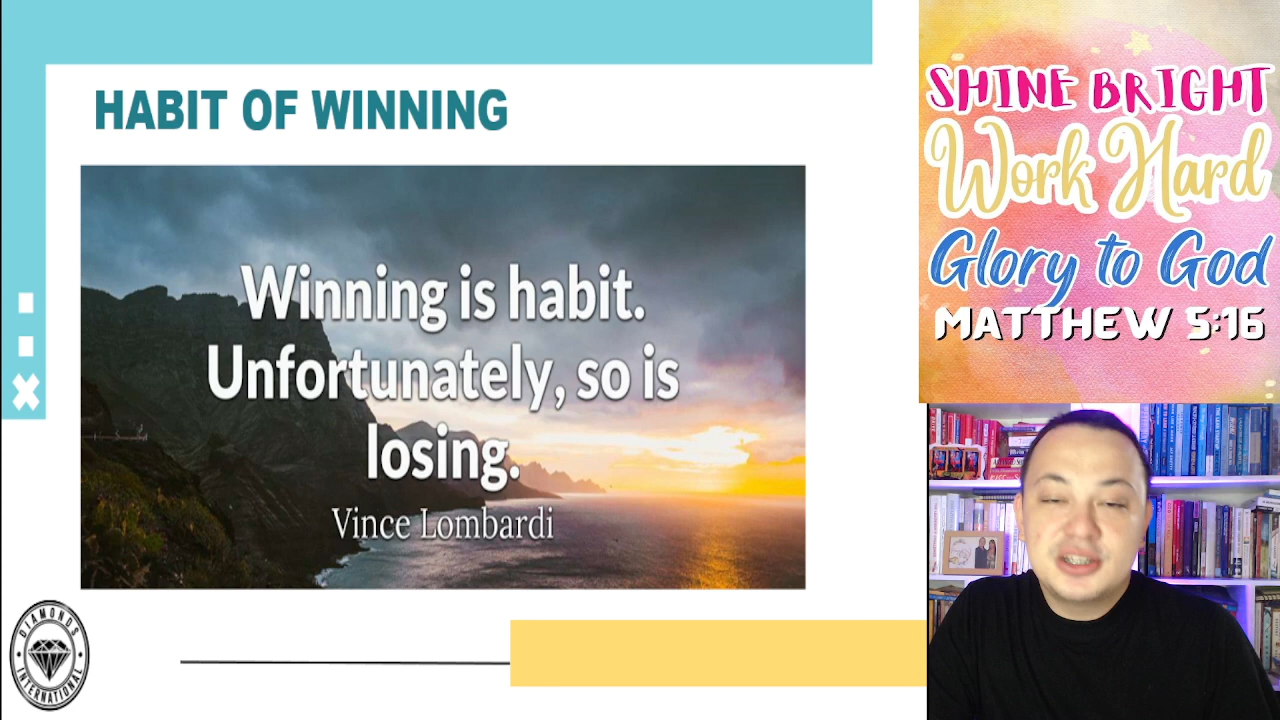 HABIT OF WINNING
Winning is habit.
Unfortunately, so is
losing.
Vince Lombardi
DIAMONDS
INTERNATIONAL
SHINE BRIGHT
Work Hard
Glory to God
MATTHEW 5:16